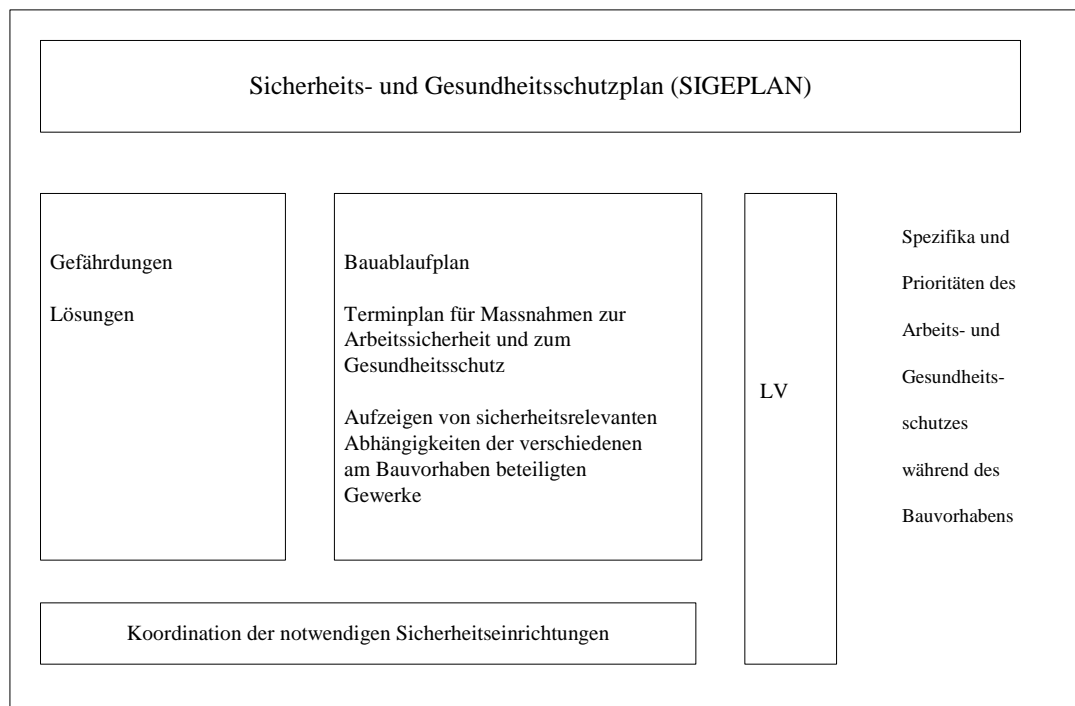 Sicherheits- und Gesundheitsschutzplan (SIGEPLAN)
Gefährdungen
Lösungen
Bauablaufplan
Terminplan für Massnahmen zur
Arbeitssicherheit und zum
Gesundheitsschutz
Aufzeigen von sicherheitsrelevanten
Abhängigkeiten der verschiedenen
am Bauvorhaben beteiligten
Gewerke
LV
Spezifika und
Prioritäten des
Arbeits- und
Gesundheits-
schutzes
während des
Bauvorhabens
Koordination der notwendigen Sicherheitseinrichtungen